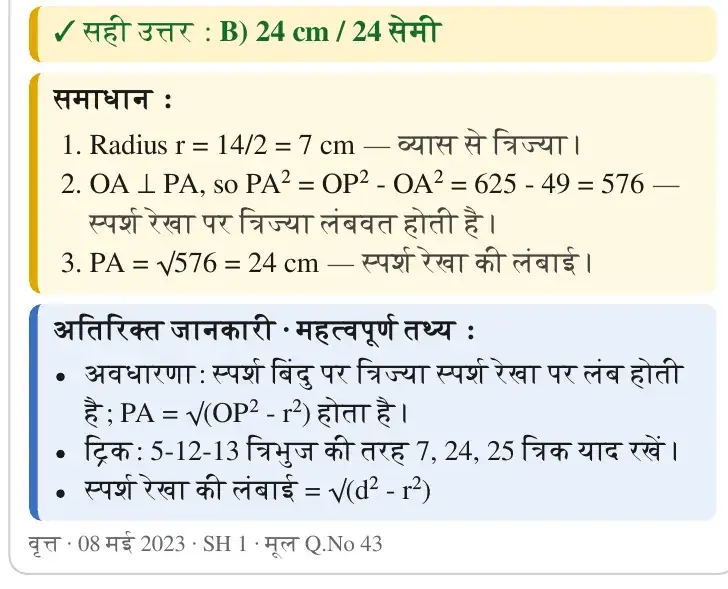 ✓ सही उत्तर : B) 24 cm / 24 सेमी
समाधान :
1. Radius r = 14/2 = 7 cm — व्यास से त्रिज्या।
2. OA ⊥ PA, so PA² = OP² - OA² = 625 - 49 = 576 —
स्पर्श रेखा पर त्रिज्या लंबवत होती है।
3. PA = √576 = 24 cm — स्पर्श रेखा की लंबाई।
अतिरिक्त जानकारी · महत्वपूर्ण तथ्य :
• अवधारणा : स्पर्श बिंदु पर त्रिज्या स्पर्श रेखा पर लंब होती
है ; PA = √(OP² - r²) होता है।
• ट्रिक : 5-12-13 त्रिभुज की तरह 7, 24, 25 त्रिक याद रखें।
• स्पर्श रेखा की लंबाई = √(d² - r²)
वृत्त · 08 मई 2023 · SH 1 · मूल Q.No 43